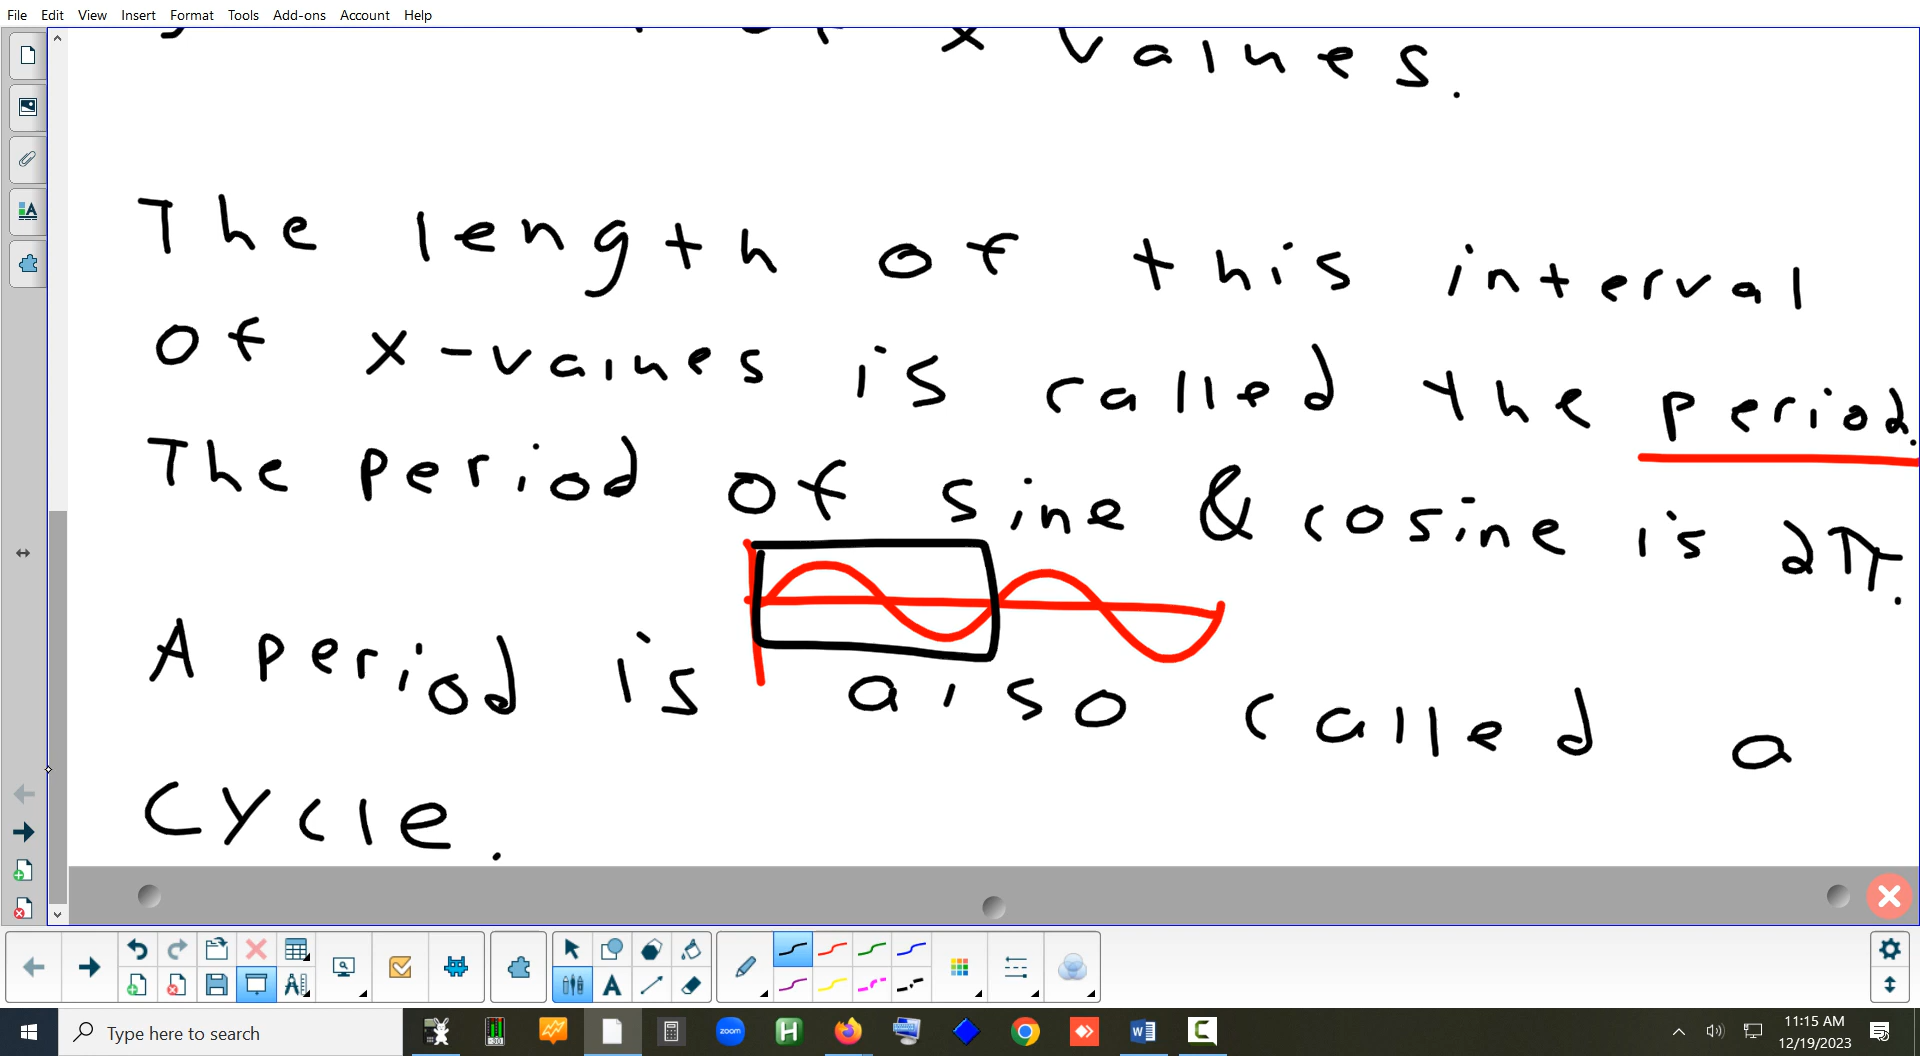 File Edit View Insert Format Tools Add-ons Account Help
of x values.
The length of this interval
of x-values is called the period.
The period of sine & cosine is 2π.
A period is also called a
cycle.
A
A
zoom
H
W
C
Type here to search
11:15 AM
12/19/2023